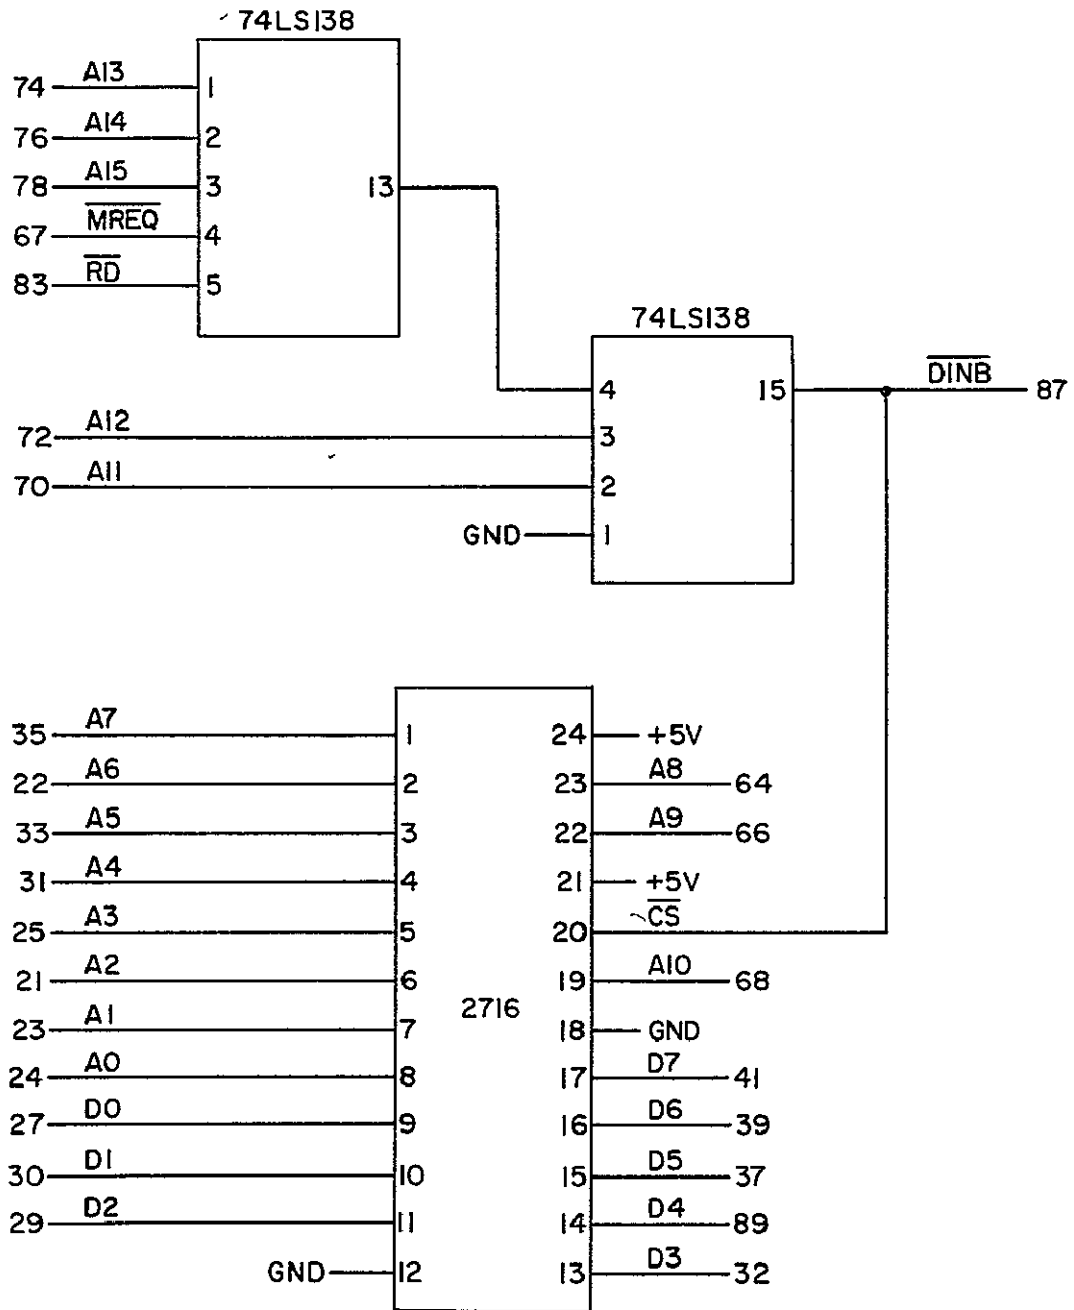 74LS138
74 A13 1
76 A14 2
78 A15 3 13
67 MREQ 4
83 RD 5
74LS138
4 15 DINB 87
72 A12 3
70 A11 2
GND 1
35 A7 1 24 +5V
22 A6 2 23 A8 64
33 A5 3 22 A9 66
31 A4 4 21 +5V
25 A3 5 20 CS
21 A2 6 19 A10 68
2716
23 A1 7 18 GND
24 A0 8 17 D7 41
27 D0 9 16 D6 39
30 D1 10 15 D5 37
29 D2 11 14 D4 89
GND 12 13 D3 32